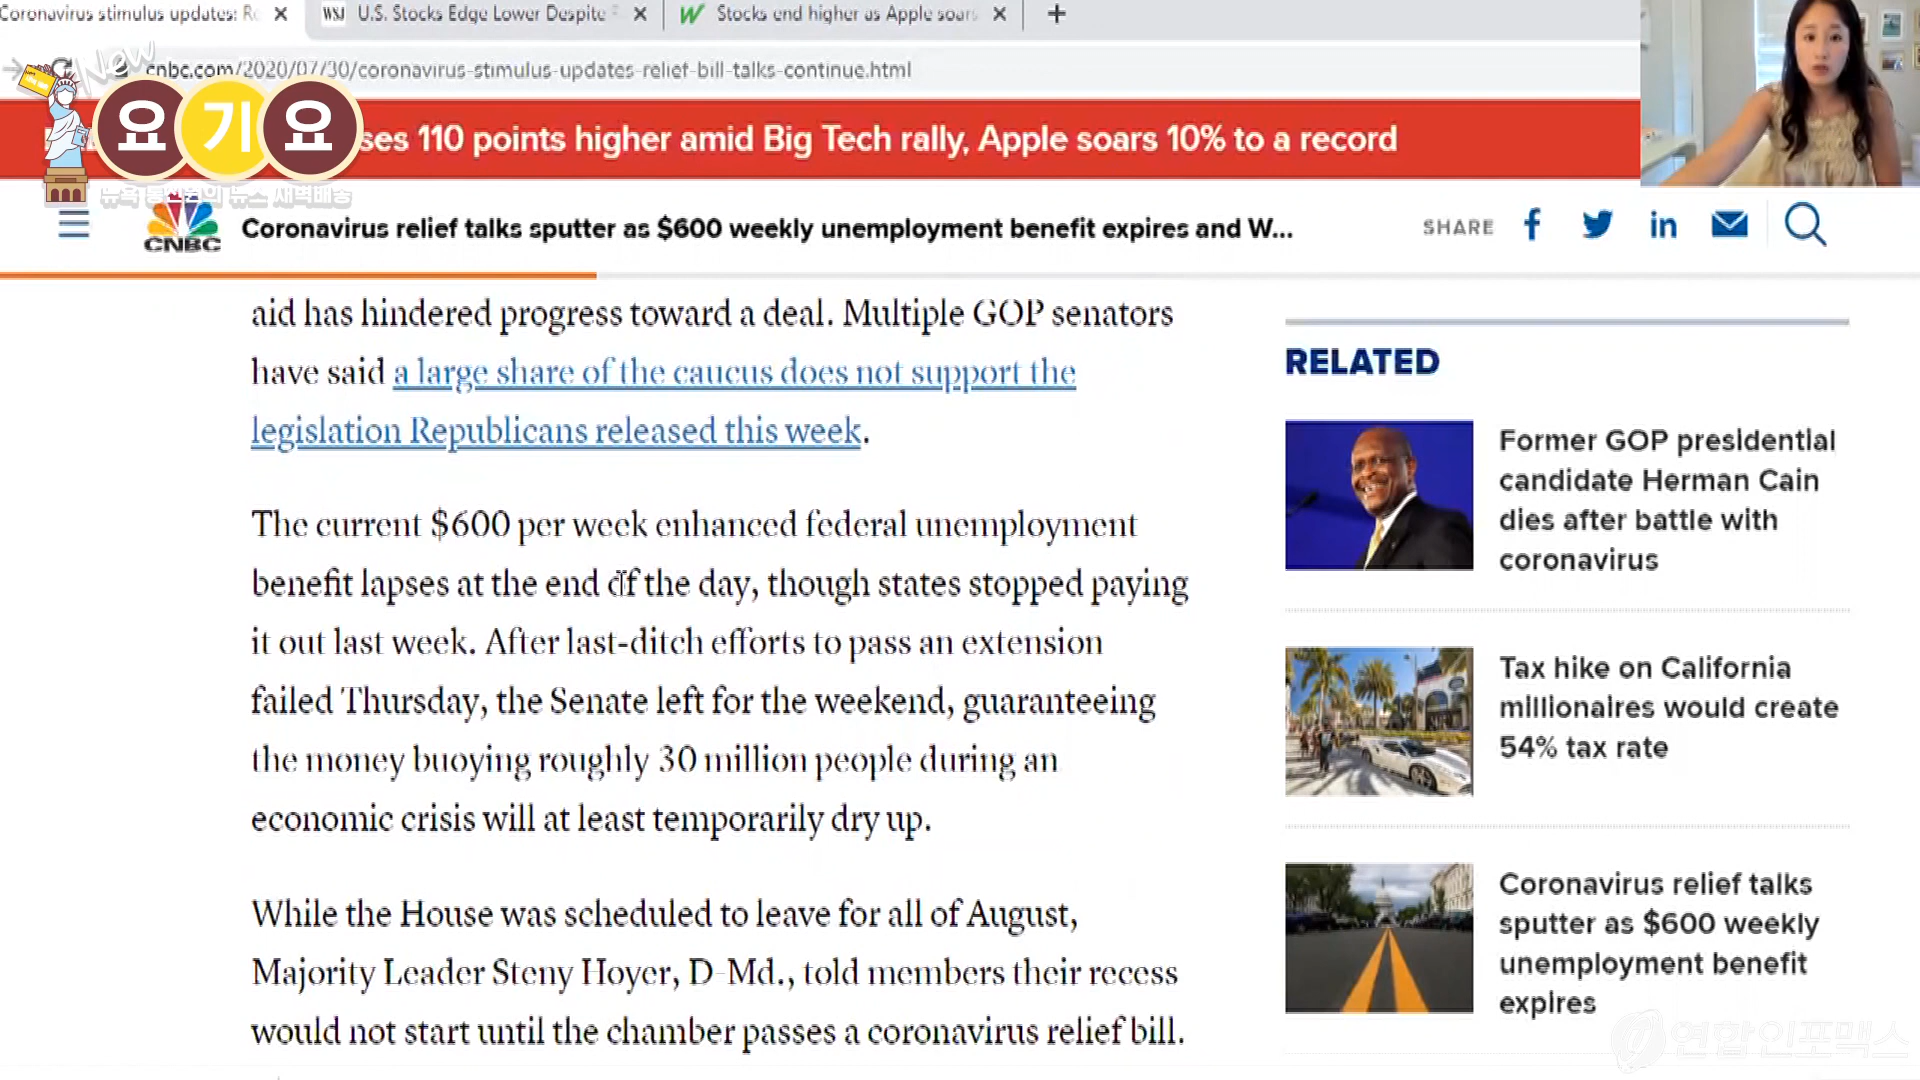 Coronavirus stimulus updates: Re
WSJ
U.S. Stocks Edge Lower Despite
Stocks end higher as Apple soars
cnbc.com/2020/07/30/coronavirus-stimulus-updates-relief-bill-talks-continue.html
New
요기요
뉴욕 특파원의 뉴스 새벽배송
ses 110 points higher amid Big Tech rally, Apple soars 10% to a record
CNBC
Coronavirus relief talks sputter as $600 weekly unemployment benefit expires and W...
SHARE
aid has hindered progress toward a deal. Multiple GOP senators
have said a large share of the caucus does not support the
legislation Republicans released this week.
The current $600 per week enhanced federal unemployment
benefit lapses at the end of the day, though states stopped paying
it out last week. After last-ditch efforts to pass an extension
failed Thursday, the Senate left for the weekend, guaranteeing
the money buoying roughly 30 million people during an
economic crisis will at least temporarily dry up.
While the House was scheduled to leave for all of August,
Majority Leader Steny Hoyer, D-Md., told members their recess
would not start until the chamber passes a coronavirus relief bill.
RELATED
Former GOP presidential
candidate Herman Cain
dies after battle with
coronavirus
Tax hike on California
millionaires would create
54% tax rate
Coronavirus relief talks
sputter as $600 weekly
unemployment benefit
expires
연합인포맥스